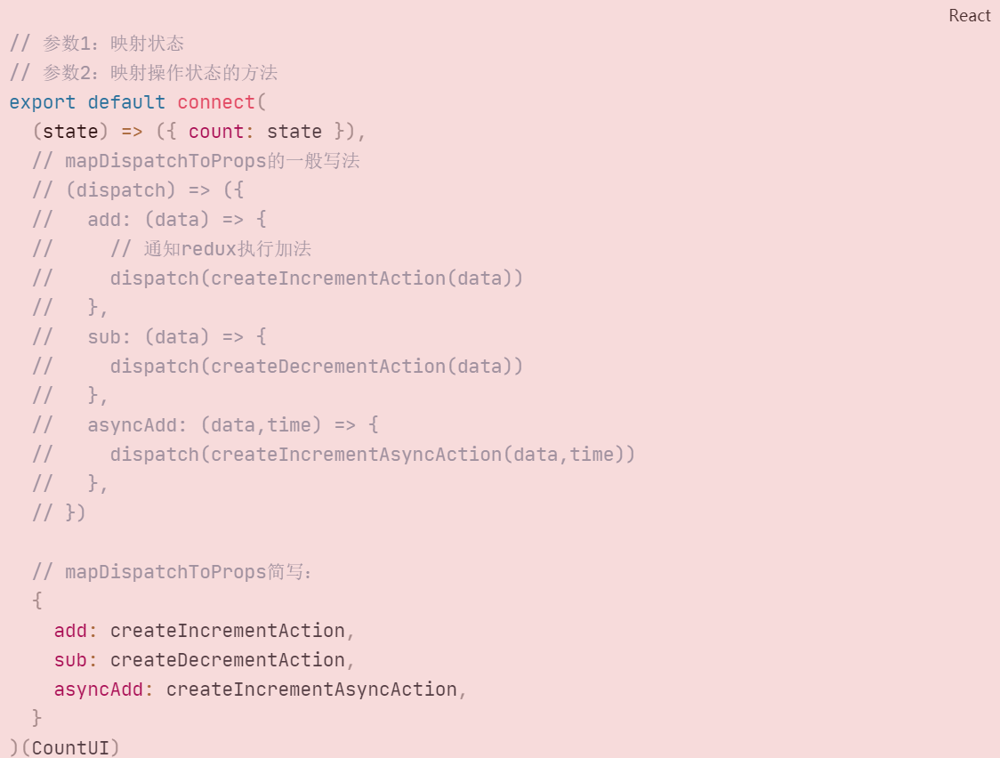 React
// 参数1：映射状态
// 参数2：映射操作状态的方法
export default connect(
  (state) => ({ count: state }),
  // mapDispatchToProps的一般写法
  // (dispatch) => ({
  //   add: (data) => {
  //     // 通知redux执行加法
  //     dispatch(createIncrementAction(data))
  //   },
  //   sub: (data) => {
  //     dispatch(createDecrementAction(data))
  //   },
  //   asyncAdd: (data,time) => {
  //     dispatch(createIncrementAsyncAction(data,time))
  //   },
  // })

  // mapDispatchToProps简写：
  {
    add: createIncrementAction,
    sub: createDecrementAction,
    asyncAdd: createIncrementAsyncAction,
  }
)(CountUI)